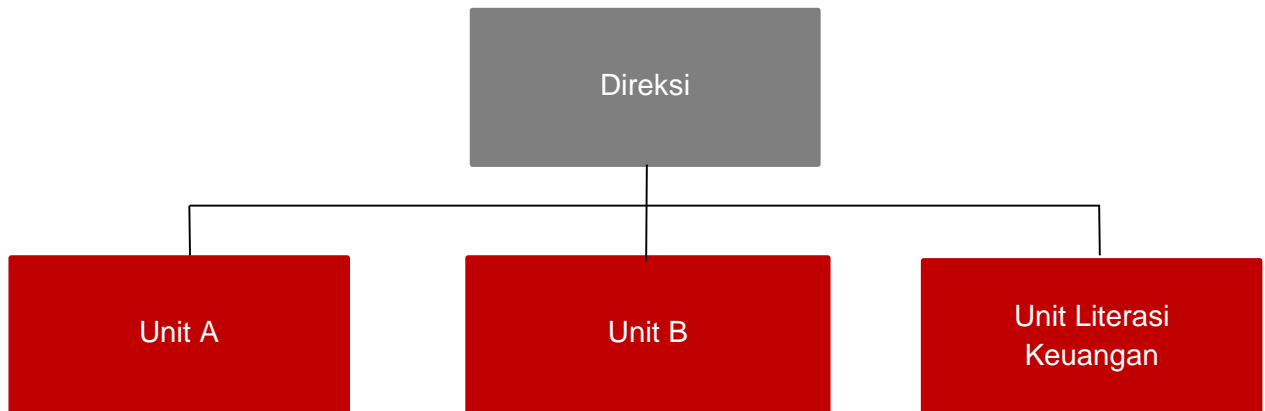 Direksi
Unit A
Unit B
Unit Literasi
Keuangan